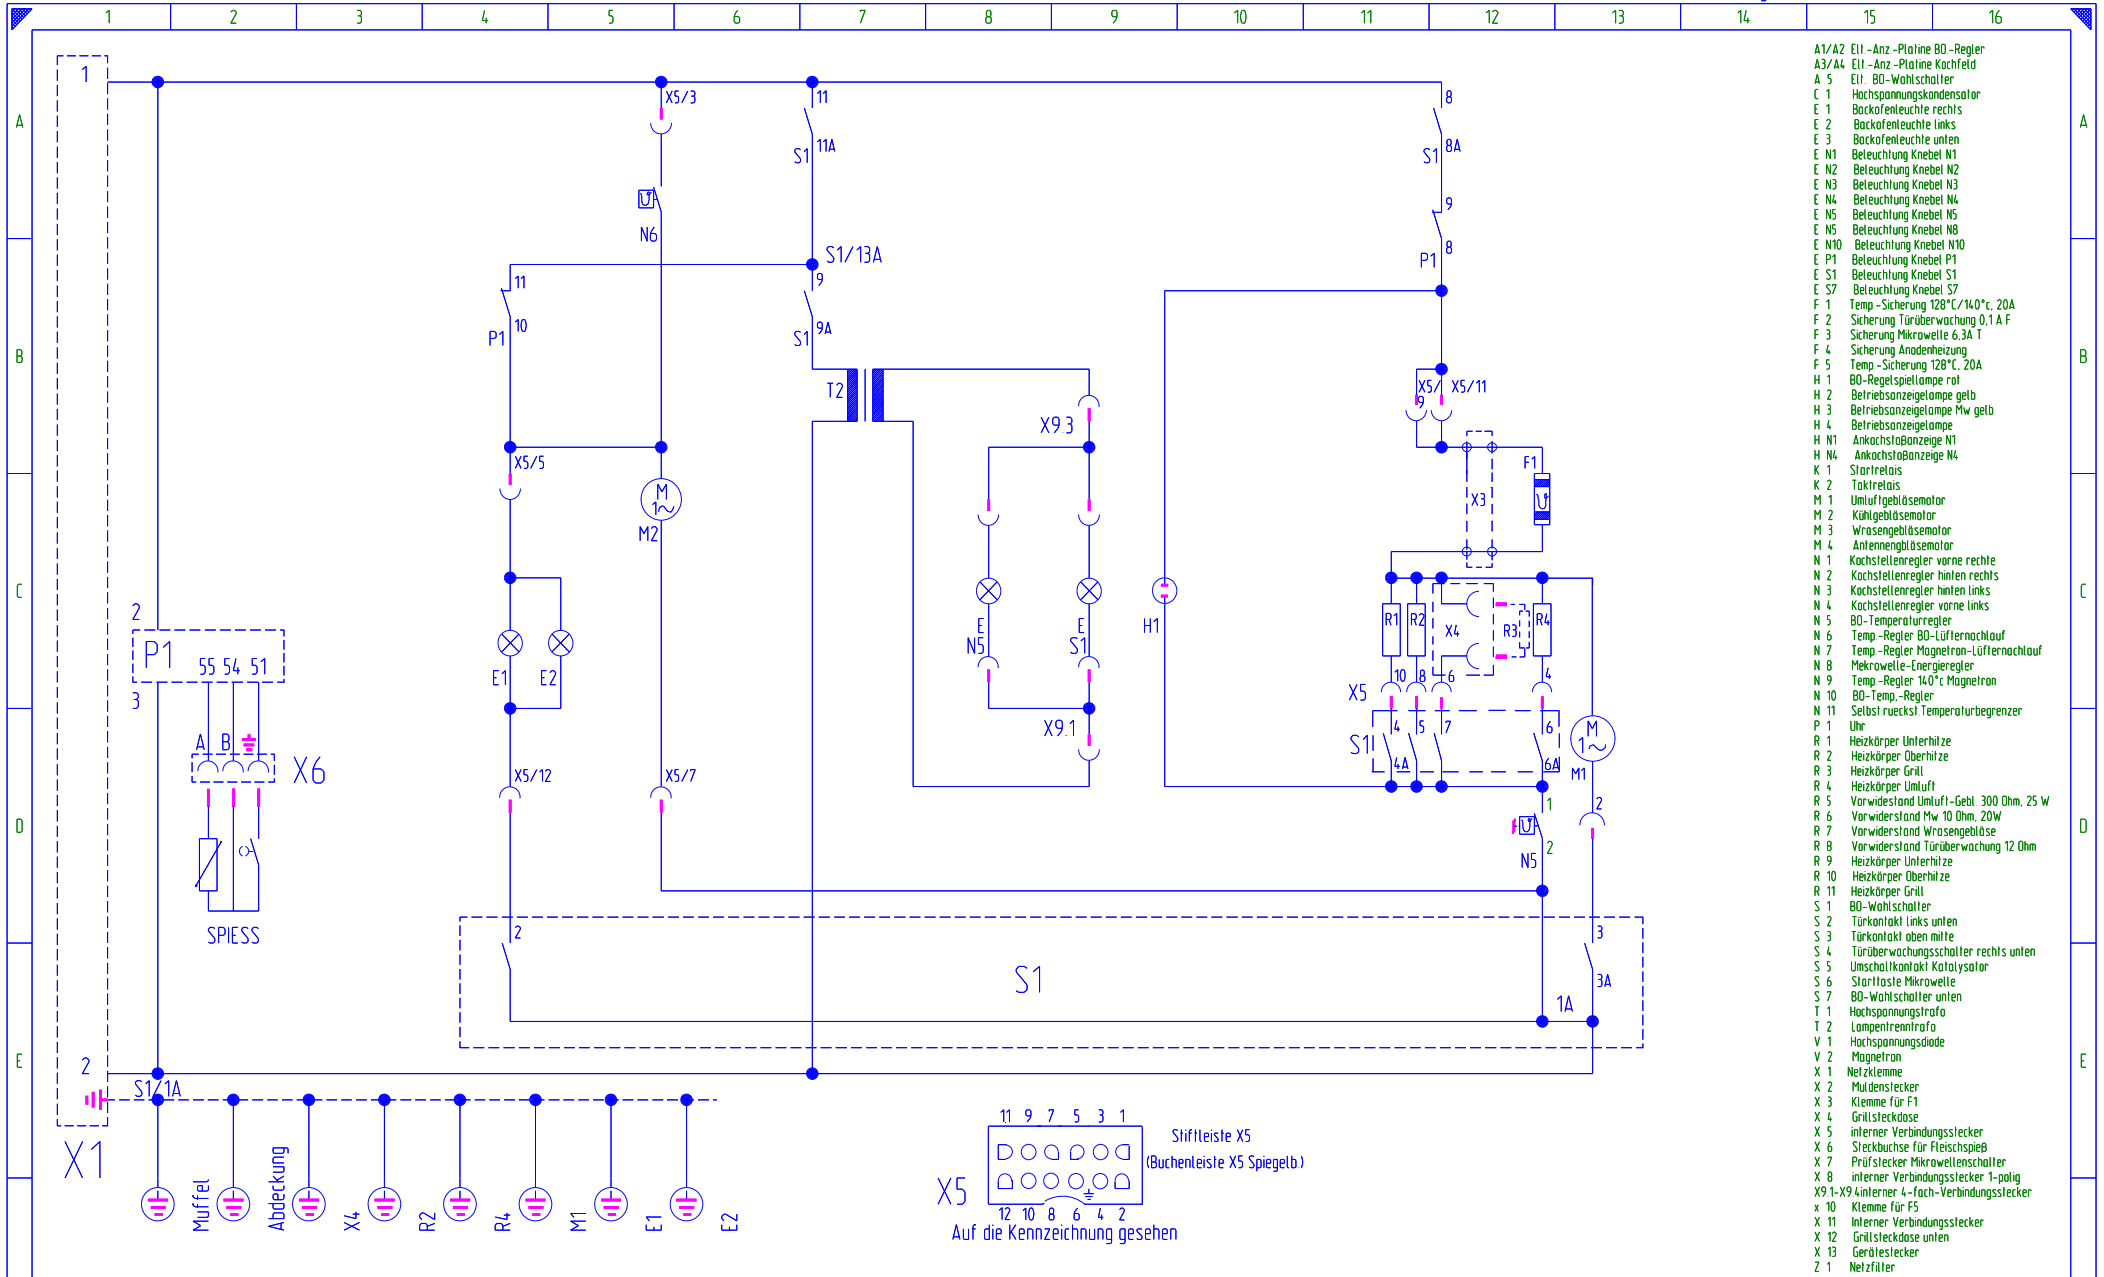 1 2 3 4 5 6 7 8 9 10 11 12 13 14 15 16
A
B
C
D
E
A
B
C
D
E
1
X5/3
11
11A
S1
8
8A
S1
N6
9
8
P1
S1/13A
11
10
P1
9
9A
S1
T2
X9.3
X5/
9
X5/11
X5/5
M
1~
M2
F1
X3
2
P1
55 54 51
3
E1
E2
E
N5
E
S1
H1
R1
R2
X4
R3
R4
10
8
6
4
X5
X9.1
4
5
7
6
S1
4A
6A
M
1~
M1
A
B
X6
X5/12
X5/7
1
2
N5
2
SPIESS
2
S1
3
3A
1A
2
S1/1A
X1
Muffel
Abdeckung
X4
R2
R4
M1
E1
E2
11 9 7 5 3 1
Stiftleiste X5
(Buchenleiste X5 Spiegelb.)
X5
12 10 8 6 4 2
Auf die Kennzeichnung gesehen
A1/A2 Elt.-Anz.-Platine BO.-Regler
A3/A4 Elt.-Anz.-Platine Kochfeld
A 5 Elt. BO-Wahlschalter
C 1 Hochspannungskondensator
E 1 Backofenleuchte rechts
E 2 Backofenleuchte links
E 3 Backofenleuchte unten
E N1 Beleuchtung Knebel N1
E N2 Beleuchtung Knebel N2
E N3 Beleuchtung Knebel N3
E N4 Beleuchtung Knebel N4
E N5 Beleuchtung Knebel N5
E N5 Beleuchtung Knebel N8
E N10 Beleuchtung Knebel N10
E P1 Beleuchtung Knebel P1
E S1 Beleuchtung Knebel S1
E S7 Beleuchtung Knebel S7
F 1 Temp.-Sicherung 128°C/140°c, 20A
F 2 Sicherung Türüberwachung 0,1 A F
F 3 Sicherung Mikrowelle 6,3A T
F 4 Sicherung Anodenheizung
F 5 Temp.-Sicherung 128°C, 20A
H 1 BO-Regelspiellampe rot
H 2 Betriebsanzeigelampe gelb
H 3 Betriebsanzeigelampe Mw gelb
H 4 Betriebsanzeigelampe
H N1 Ankochstoßanzeige N1
H N4 Ankochstoßanzeige N4
K 1 Startrelais
K 2 Taktrelais
M 1 Umluftgebläsemotor
M 2 Kühlgebläsemotor
M 3 Wrasengebläsemotor
M 4 Antennengbläsemotor
N 1 Kochstellenregler vorne rechte
N 2 Kochstellenregler hinten rechts
N 3 Kochstellenregler hinten links
N 4 Kochstellenregler vorne links
N 5 BO-Temperaturregler
N 6 Temp.-Regler BO-Lüfternachlauf
N 7 Temp.-Regler Magnetron-Lüfternachlauf
N 8 Mekrowelle-Energieregler
N 9 Temp.-Regler 140°c Magnetron
N 10 BO-Temp,-Regler
N 11 Selbst rueckst.Temperaturbegrenzer
P 1 Uhr
R 1 Heizkörper Unterhitze
R 2 Heizkörper Oberhitze
R 3 Heizkörper Grill
R 4 Heizkörper Umluft
R 5 Vorwidestand Umluft-Gebl. 300 Ohm, 25 W
R 6 Vorwiderstand Mw 10 Ohm, 20W
R 7 Vorwiderstand Wrasengebläse
R 8 Vorwiderstand Türüberwachung 12 Ohm
R 9 Heizkörper Unterhitze
R 10 Heizkörper Oberhitze
R 11 Heizkörper Grill
S 1 BO-Wahlschalter
S 2 Türkontakt links unten
S 3 Türkontakt oben mitte
S 4 Türüberwachungsschalter rechts unten
S 5 Umschaltkontakt Katalysator
S 6 Starttaste Mikrowelle
S 7 BO-Wahlschalter unten
T 1 Hochspannungstrafo
T 2 Lampentrenntrafo
V 1 Hochspannungsdiode
V 2 Magnetron
X 1 Netzklemme
X 2 Muldenstecker
X 3 Klemme für F1
X 4 Grillsteckdose
X 5 interner Verbindungsstecker
X 6 Steckbuchse für Fleischspieß
X 7 Prüfstecker Mikrowellenschalter
X 8 interner Verbindungsstecker 1-polig
X9.1-X9.4interner 4-fach-Verbindungsstecker
x 10 Klemme für F5
X 11 Interner Verbindungsstecker
X 12 Grillsteckdose unten
X 13 Gerätestecker
Z 1 Netzfilter